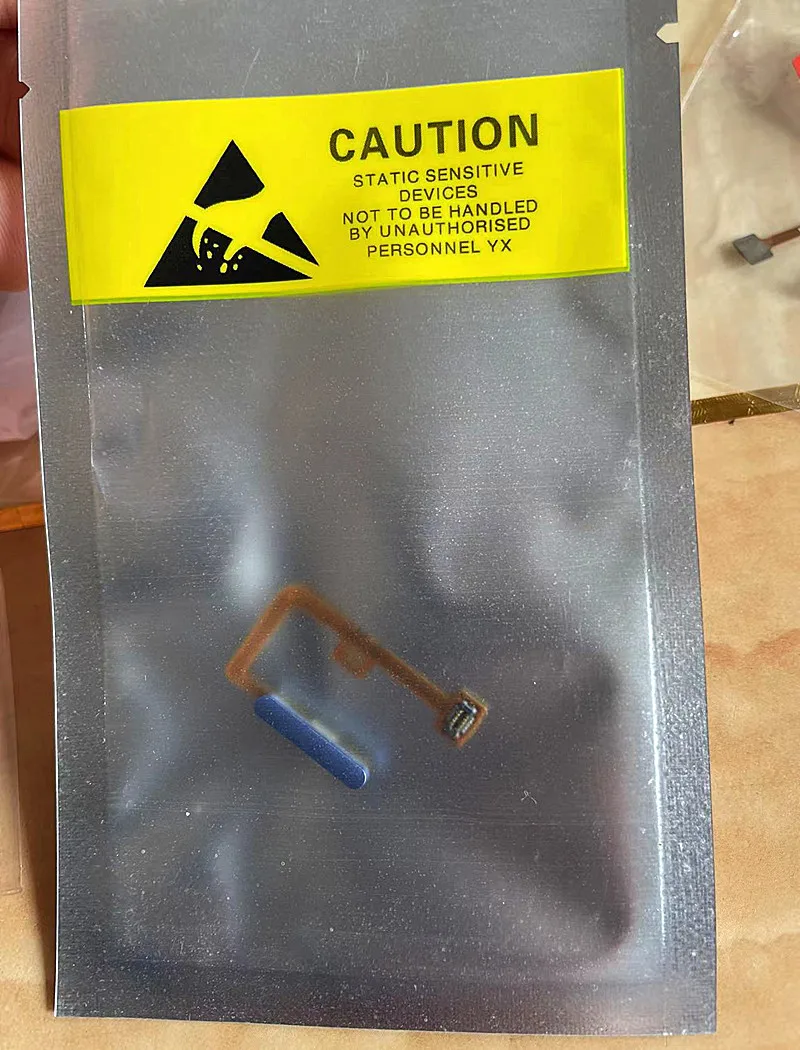 CAUTION
STATIC SENSITIVE
DEVICES
NOT TO BE HANDLED
BY UNAUTHORISED
PERSONNEL YX